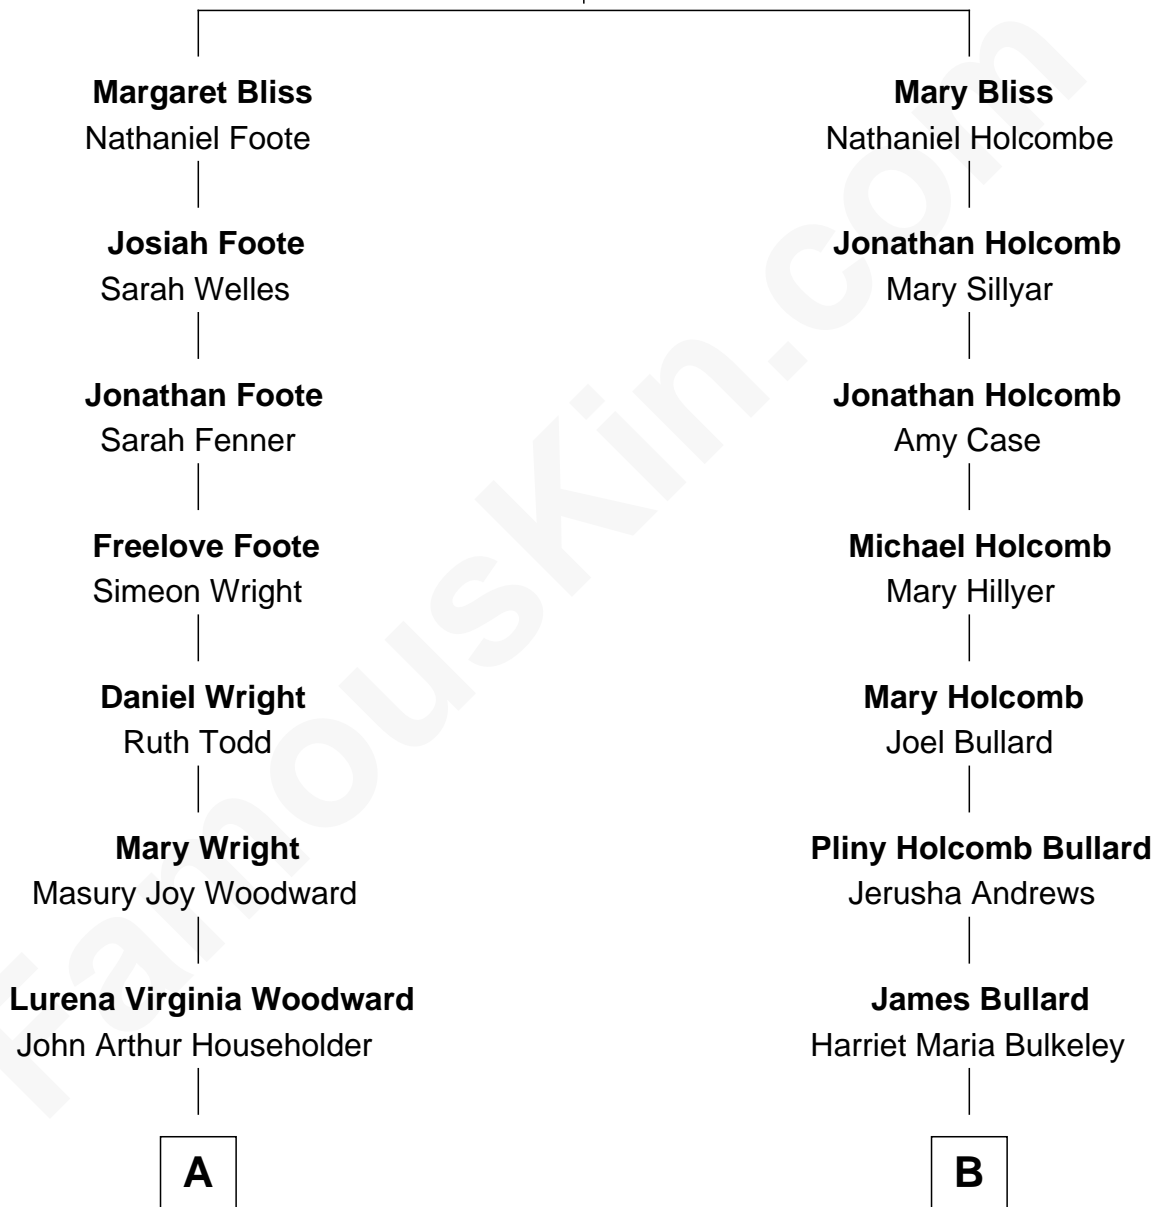 Margaret Bliss
Nathaniel Foote
Mary Bliss
Nathaniel Holcombe
Josiah Foote
Sarah Welles
Jonathan Holcomb
Mary Sillyar
Jonathan Foote
Sarah Fenner
Jonathan Holcomb
Amy Case
Freelove Foote
Simeon Wright
Michael Holcomb
Mary Hillyer
Daniel Wright
Ruth Todd
Mary Holcomb
Joel Bullard
Mary Wright
Masury Joy Woodward
Pliny Holcomb Bullard
Jerusha Andrews
Lurena Virginia Woodward
John Arthur Householder
James Bullard
Harriet Maria Bulkeley
A
B
FamousKin.com